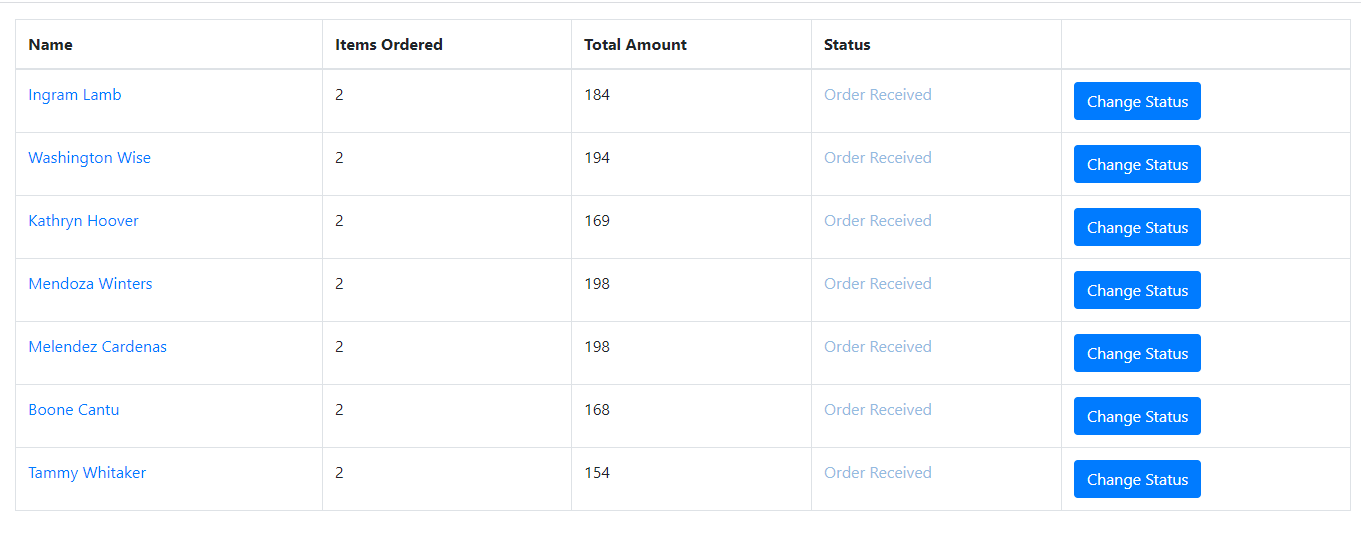 Name Items Ordered Total Amount Status
Ingram Lamb 2 184 Order Received Change Status
Washington Wise 2 194 Order Received Change Status
Kathryn Hoover 2 169 Order Received Change Status
Mendoza Winters 2 198 Order Received Change Status
Melendez Cardenas 2 198 Order Received Change Status
Boone Cantu 2 168 Order Received Change Status
Tammy Whitaker 2 154 Order Received Change Status